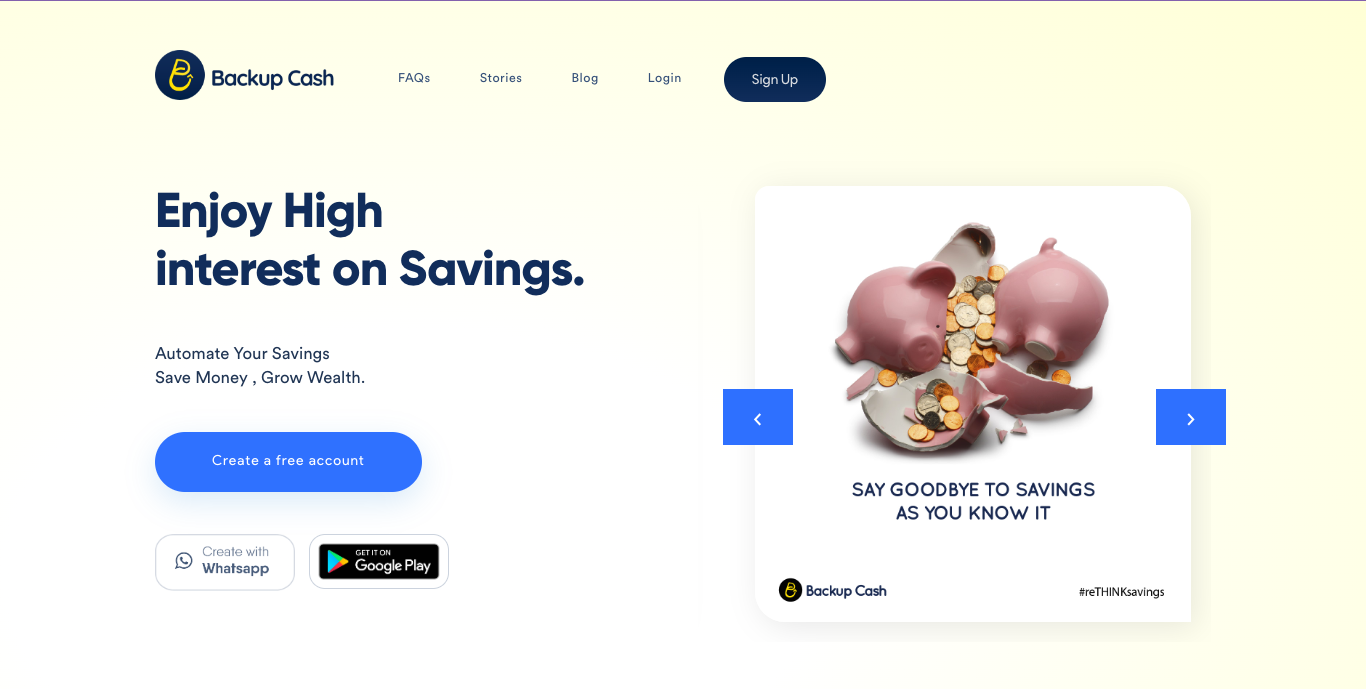 Backup Cash
FAQs
Stories
Blog
Login
Sign Up
Enjoy High
interest on Savings.
Automate Your Savings
Save Money , Grow Wealth.
Create a free account
Create with
Whatsapp
GET IT ON
Google Play
SAY GOODBYE TO SAVINGS
AS YOU KNOW IT
Backup Cash
#reTHINKsavings